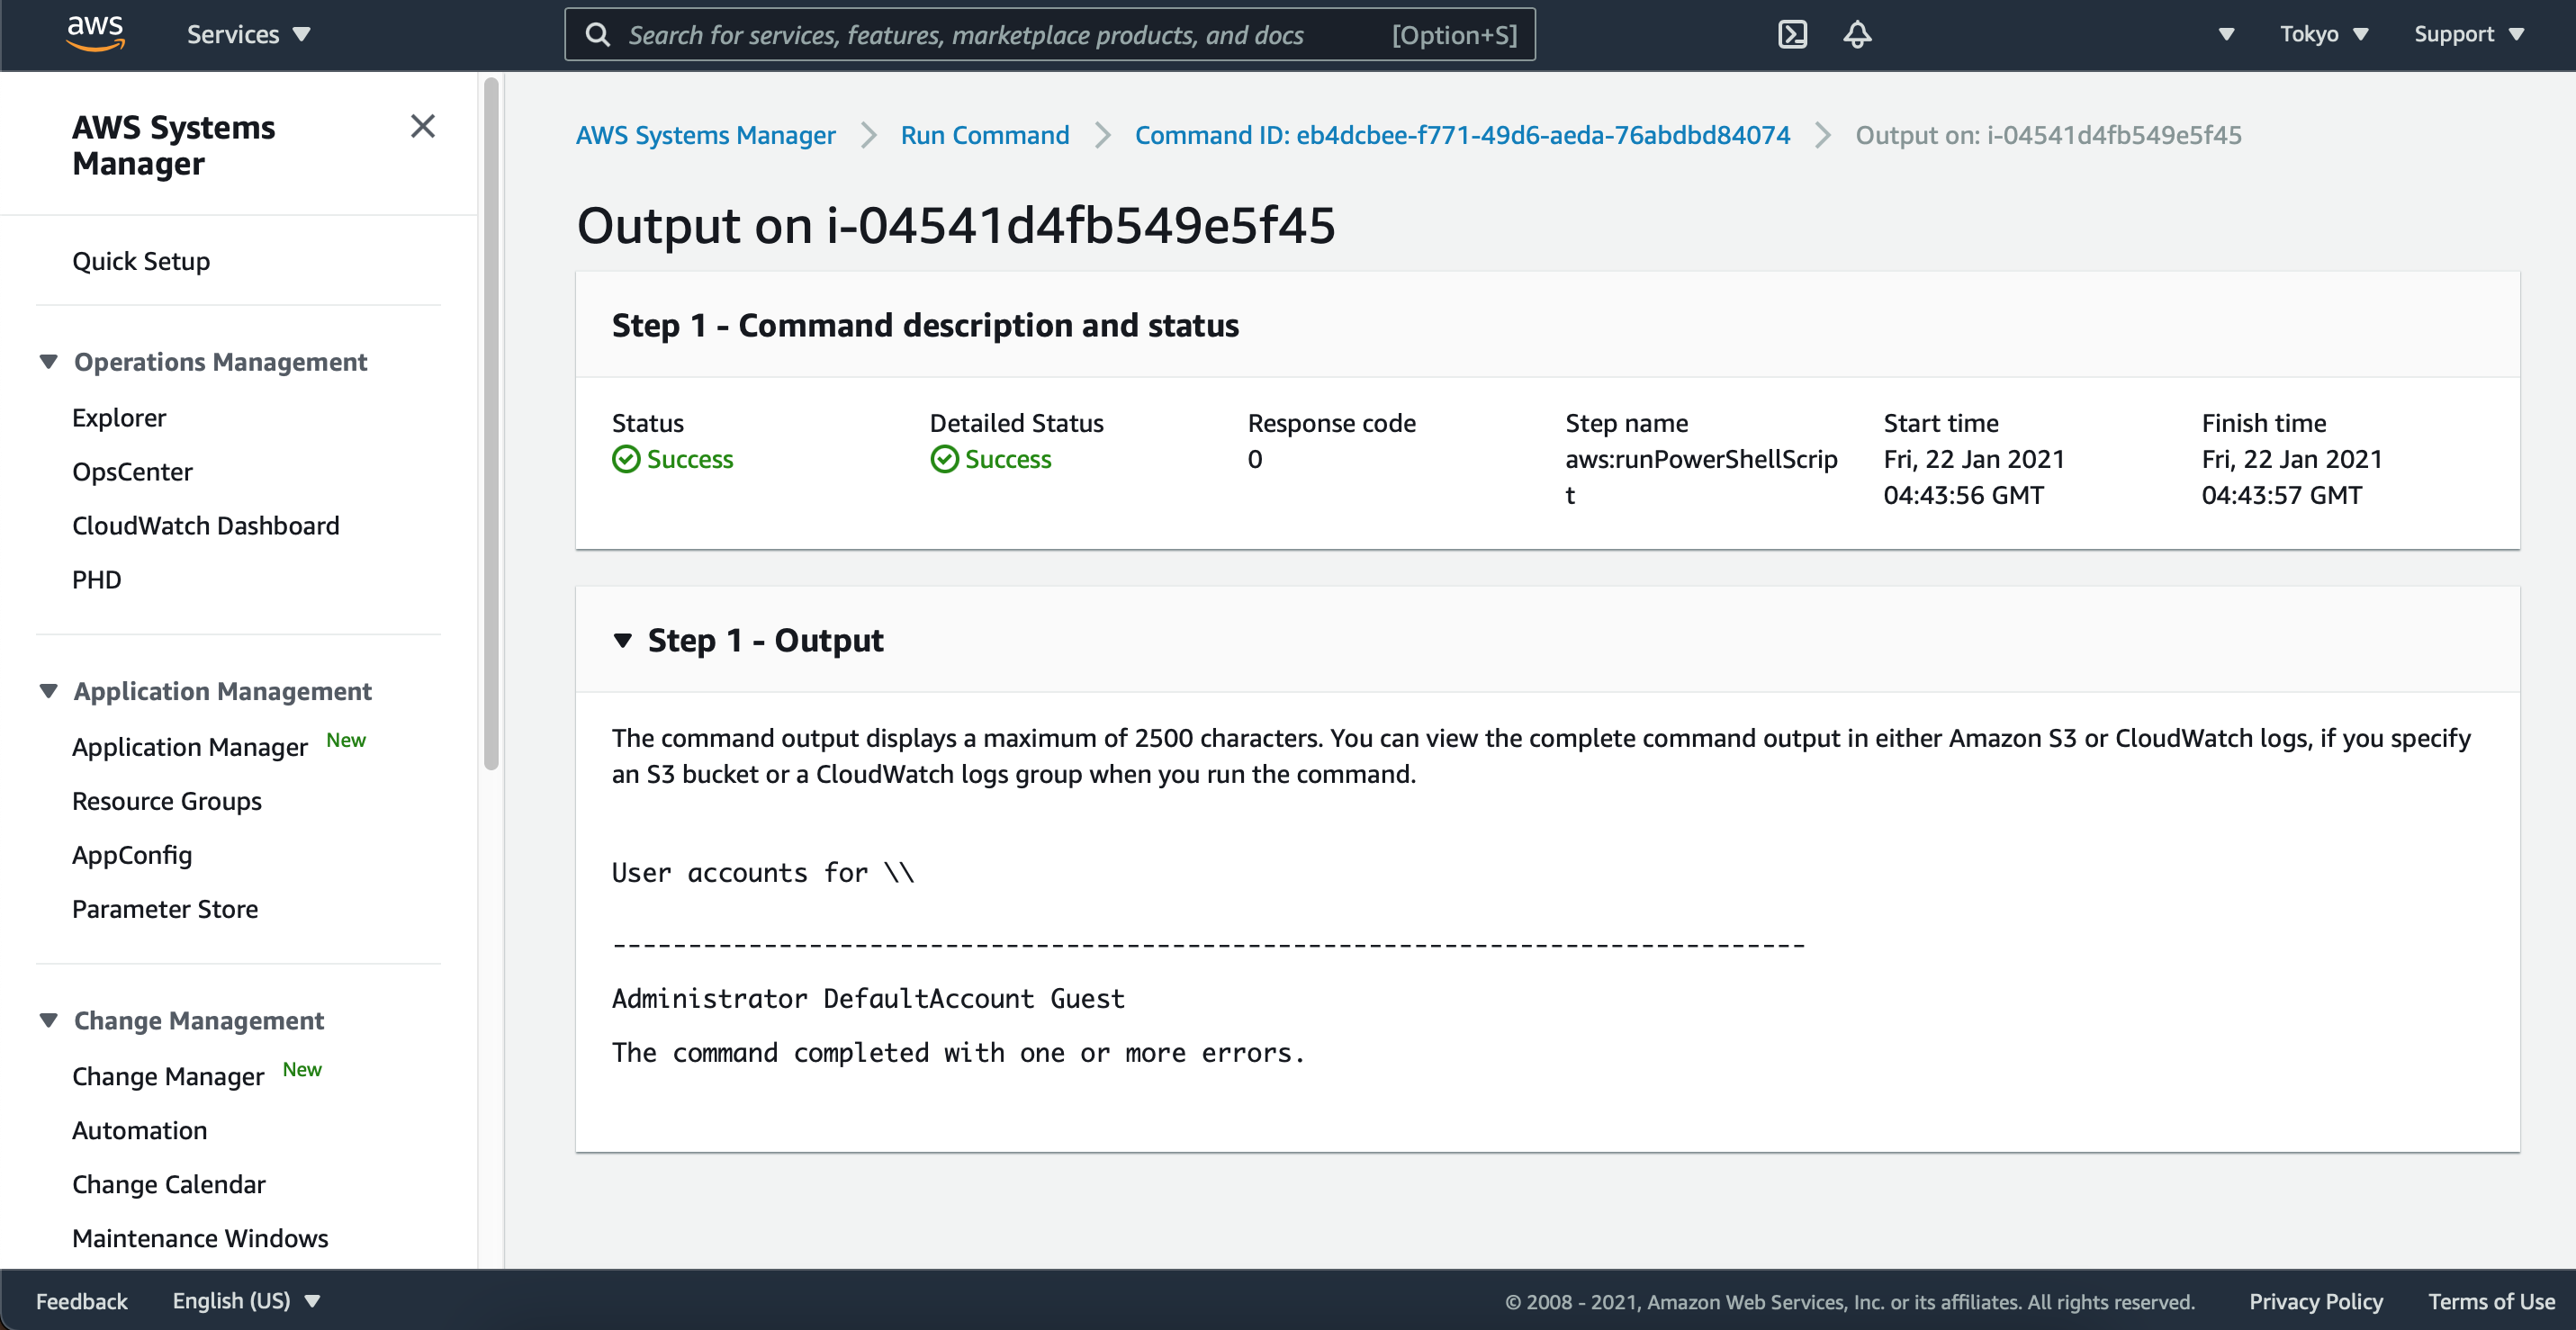 aws
Services ▼
Search for services, features, marketplace products, and docs [Option+S]
Tokyo ▼
Support ▼
AWS Systems
Manager
Quick Setup
Operations Management
Explorer
OpsCenter
CloudWatch Dashboard
PHD
Application Management
Application Manager New
Resource Groups
AppConfig
Parameter Store
Change Management
Change Manager New
Automation
Change Calendar
Maintenance Windows
AWS Systems Manager > Run Command > Command ID: eb4dcbee-f771-49d6-aeda-76abdbd84074 > Output on: i-04541d4fb549e5f45
Output on i-04541d4fb549e5f45
Step 1 - Command description and status
Status
Success
Detailed Status
Success
Response code
0
Step name
aws:runPowerShellScrip
t
Start time
Fri, 22 Jan 2021
04:43:56 GMT
Finish time
Fri, 22 Jan 2021
04:43:57 GMT
Step 1 - Output
The command output displays a maximum of 2500 characters. You can view the complete command output in either Amazon S3 or CloudWatch logs, if you specify
an S3 bucket or a CloudWatch logs group when you run the command.
User accounts for \\
-------------------------------------------------------------------------------
Administrator DefaultAccount Guest
The command completed with one or more errors.
Feedback
English (US) ▼
© 2008 - 2021, Amazon Web Services, Inc. or its affiliates. All rights reserved.
Privacy Policy
Terms of Use